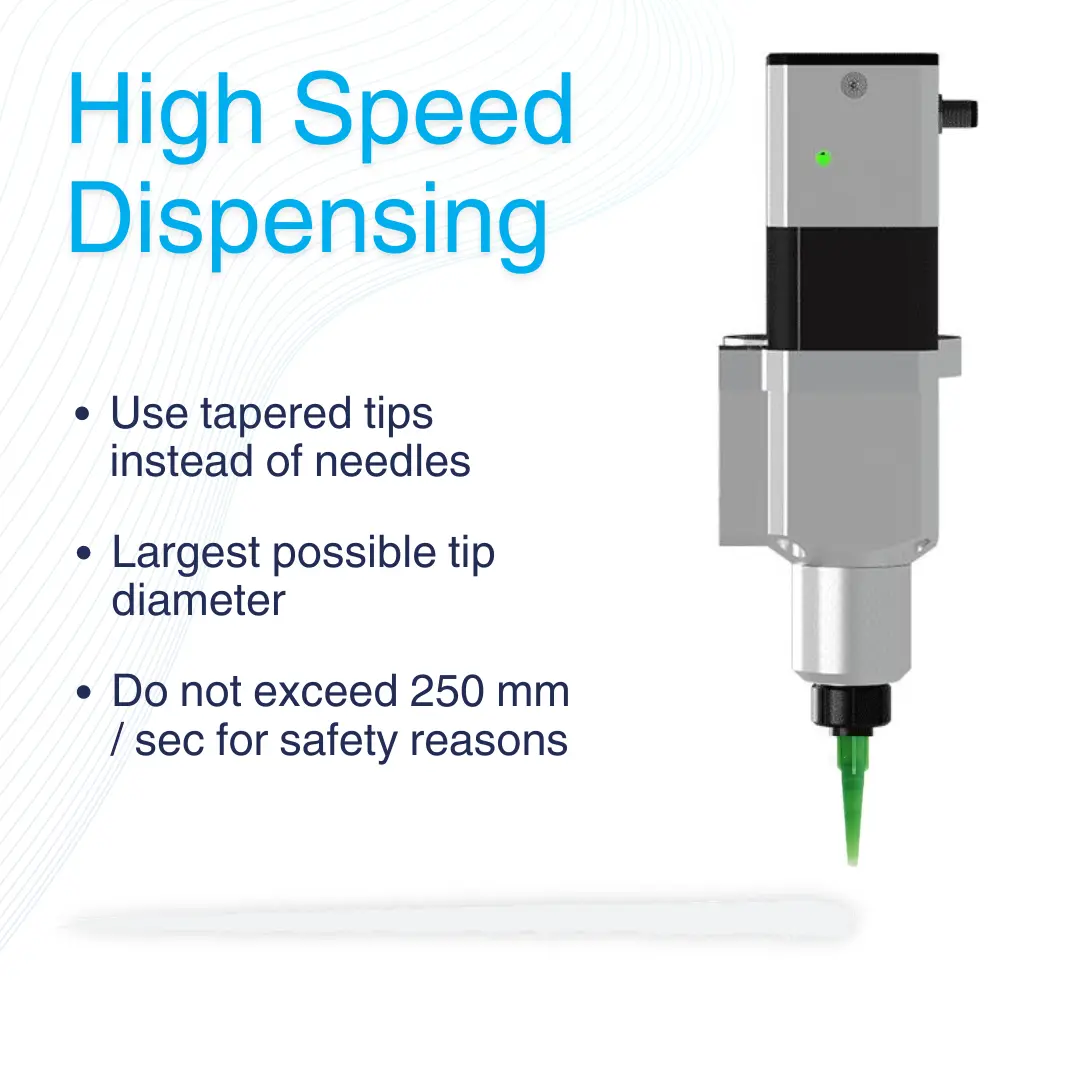 High Speed
Dispensing
• Use tapered tips
instead of needles
• Largest possible tip
diameter
• Do not exceed 250 mm
/ sec for safety reasons